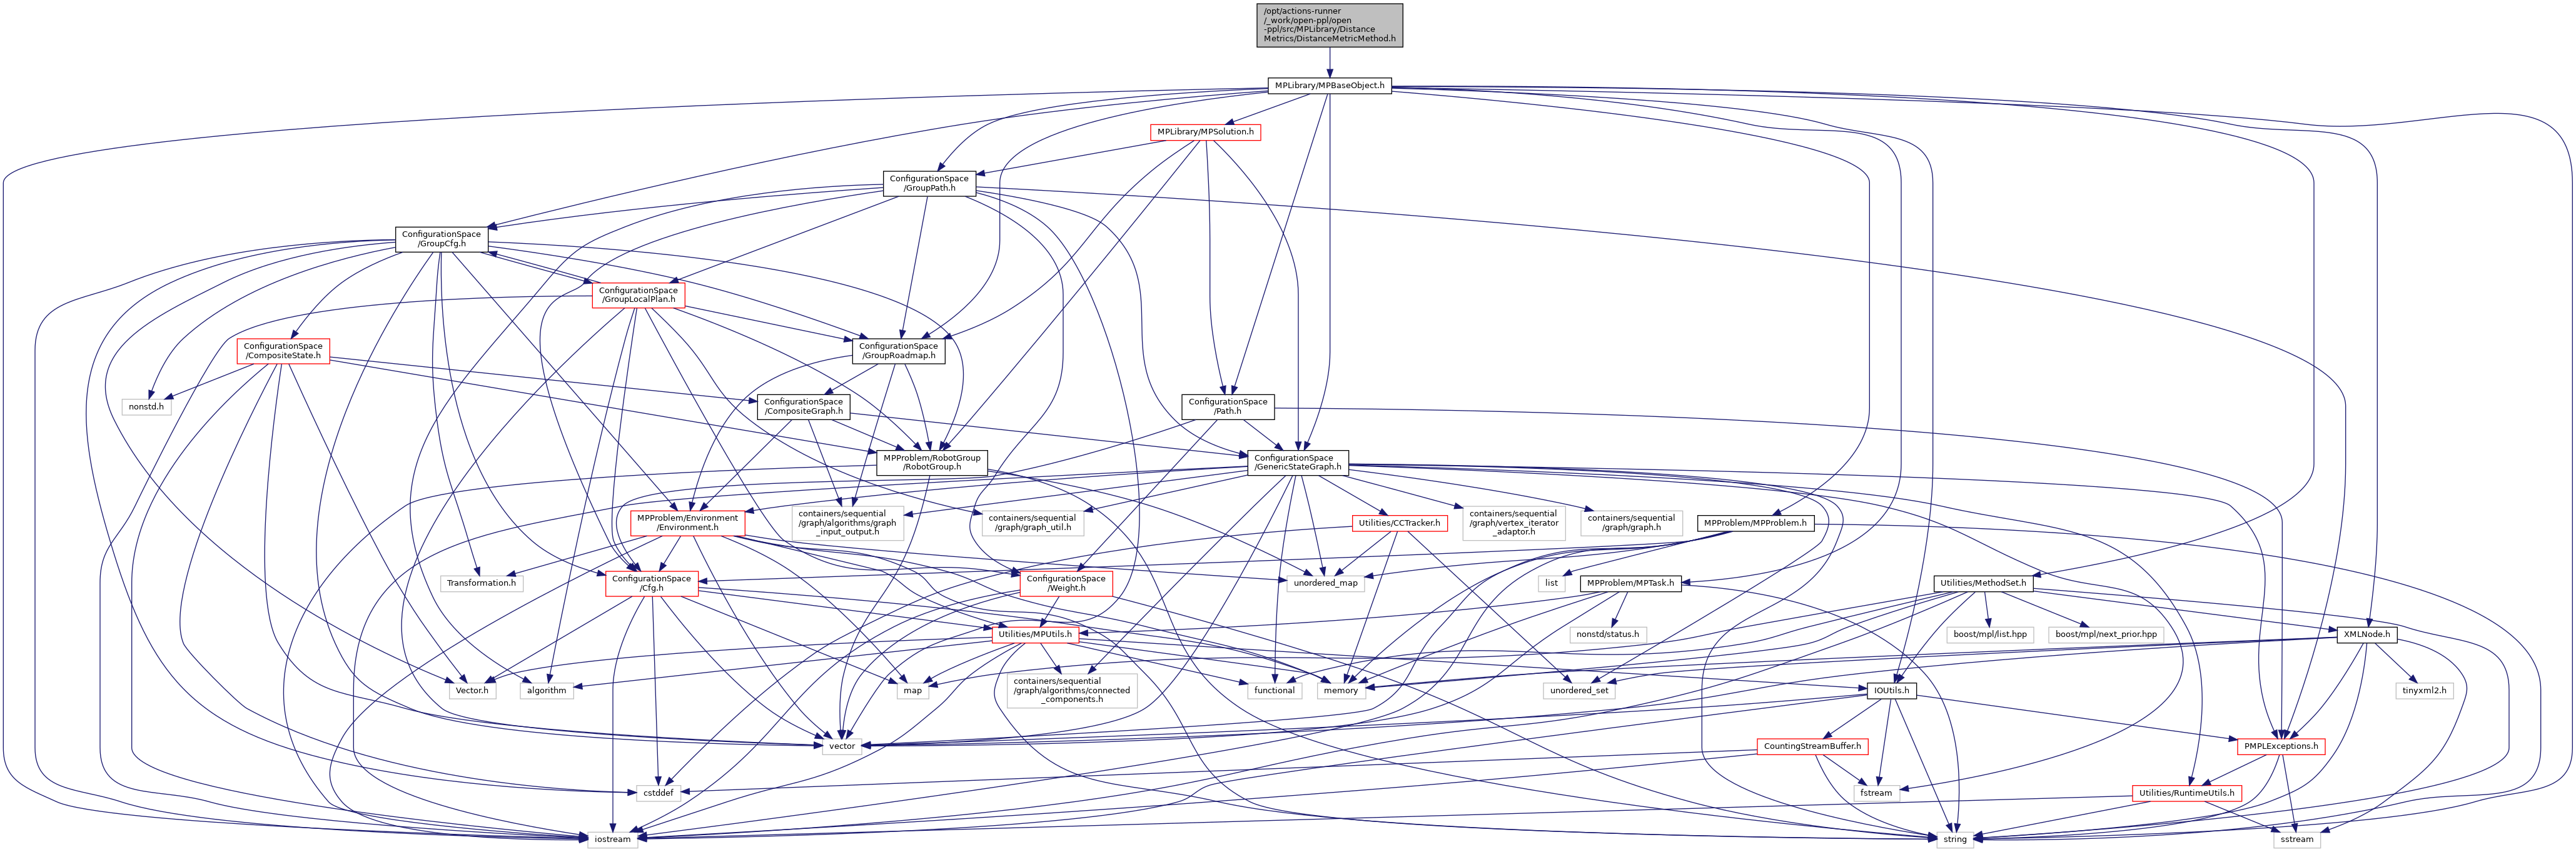 /opt/actions-runner
/_work/open-ppl/open
-ppl/src/MPLibrary/Distance
Metrics/DistanceMetricMethod.h
MPLibrary/MPBaseObject.h
MPLibrary/MPSolution.h
ConfigurationSpace
/GroupPath.h
ConfigurationSpace
/GroupCfg.h
ConfigurationSpace
/GroupLocalPlan.h
ConfigurationSpace
/CompositeState.h
ConfigurationSpace
/GroupRoadmap.h
nonstd.h
ConfigurationSpace
/CompositeGraph.h
ConfigurationSpace
/Path.h
MPProblem/RobotGroup
/RobotGroup.h
ConfigurationSpace
/GenericStateGraph.h
MPProblem/Environment
/Environment.h
containers/sequential
/graph/algorithms/graph
_input_output.h
containers/sequential
/graph/graph_util.h
Utilities/CCTracker.h
containers/sequential
/graph/vertex_iterator
_adaptor.h
containers/sequential
/graph/graph.h
MPProblem/MPProblem.h
Transformation.h
ConfigurationSpace
/Cfg.h
ConfigurationSpace
/Weight.h
unordered_map
list
MPProblem/MPTask.h
Utilities/MethodSet.h
Utilities/MPUtils.h
nonstd/status.h
boost/mpl/list.hpp
boost/mpl/next_prior.hpp
XMLNode.h
Vector.h
algorithm
map
containers/sequential
/graph/algorithms/connected
_components.h
functional
memory
unordered_set
IOUtils.h
tinyxml2.h
vector
CountingStreamBuffer.h
PMPLExceptions.h
cstddef
fstream
Utilities/RuntimeUtils.h
iostream
string
sstream